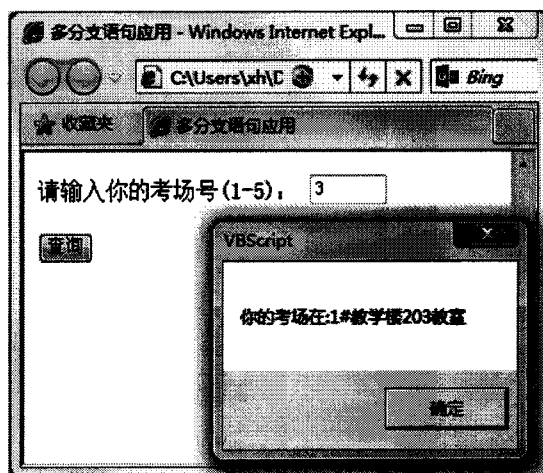 多分支语句应用 - Windows Internet Expl...
C:\Users\xh\D
Bing
收藏夹
多分支语句应用
请输入你的考场号(1-5)： 3
查询
VBScript
你的考场在:1#教学楼203教室
确定